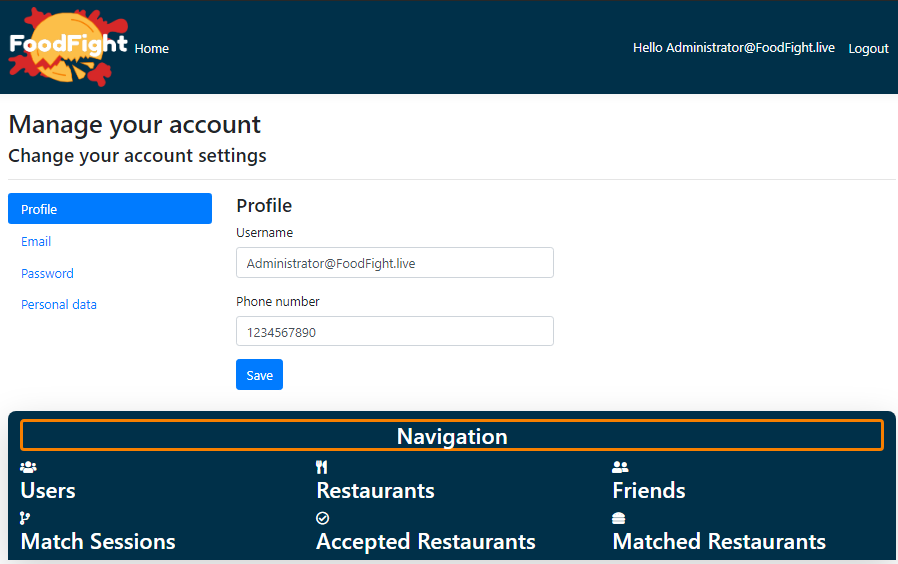 FoodFight
Home
Hello Administrator@FoodFight.live
Logout
Manage your account
Change your account settings
Profile
Email
Password
Personal data
Profile
Username
Administrator@FoodFight.live
Phone number
1234567890
Save
Navigation
Users
Restaurants
Friends
Match Sessions
Accepted Restaurants
Matched Restaurants